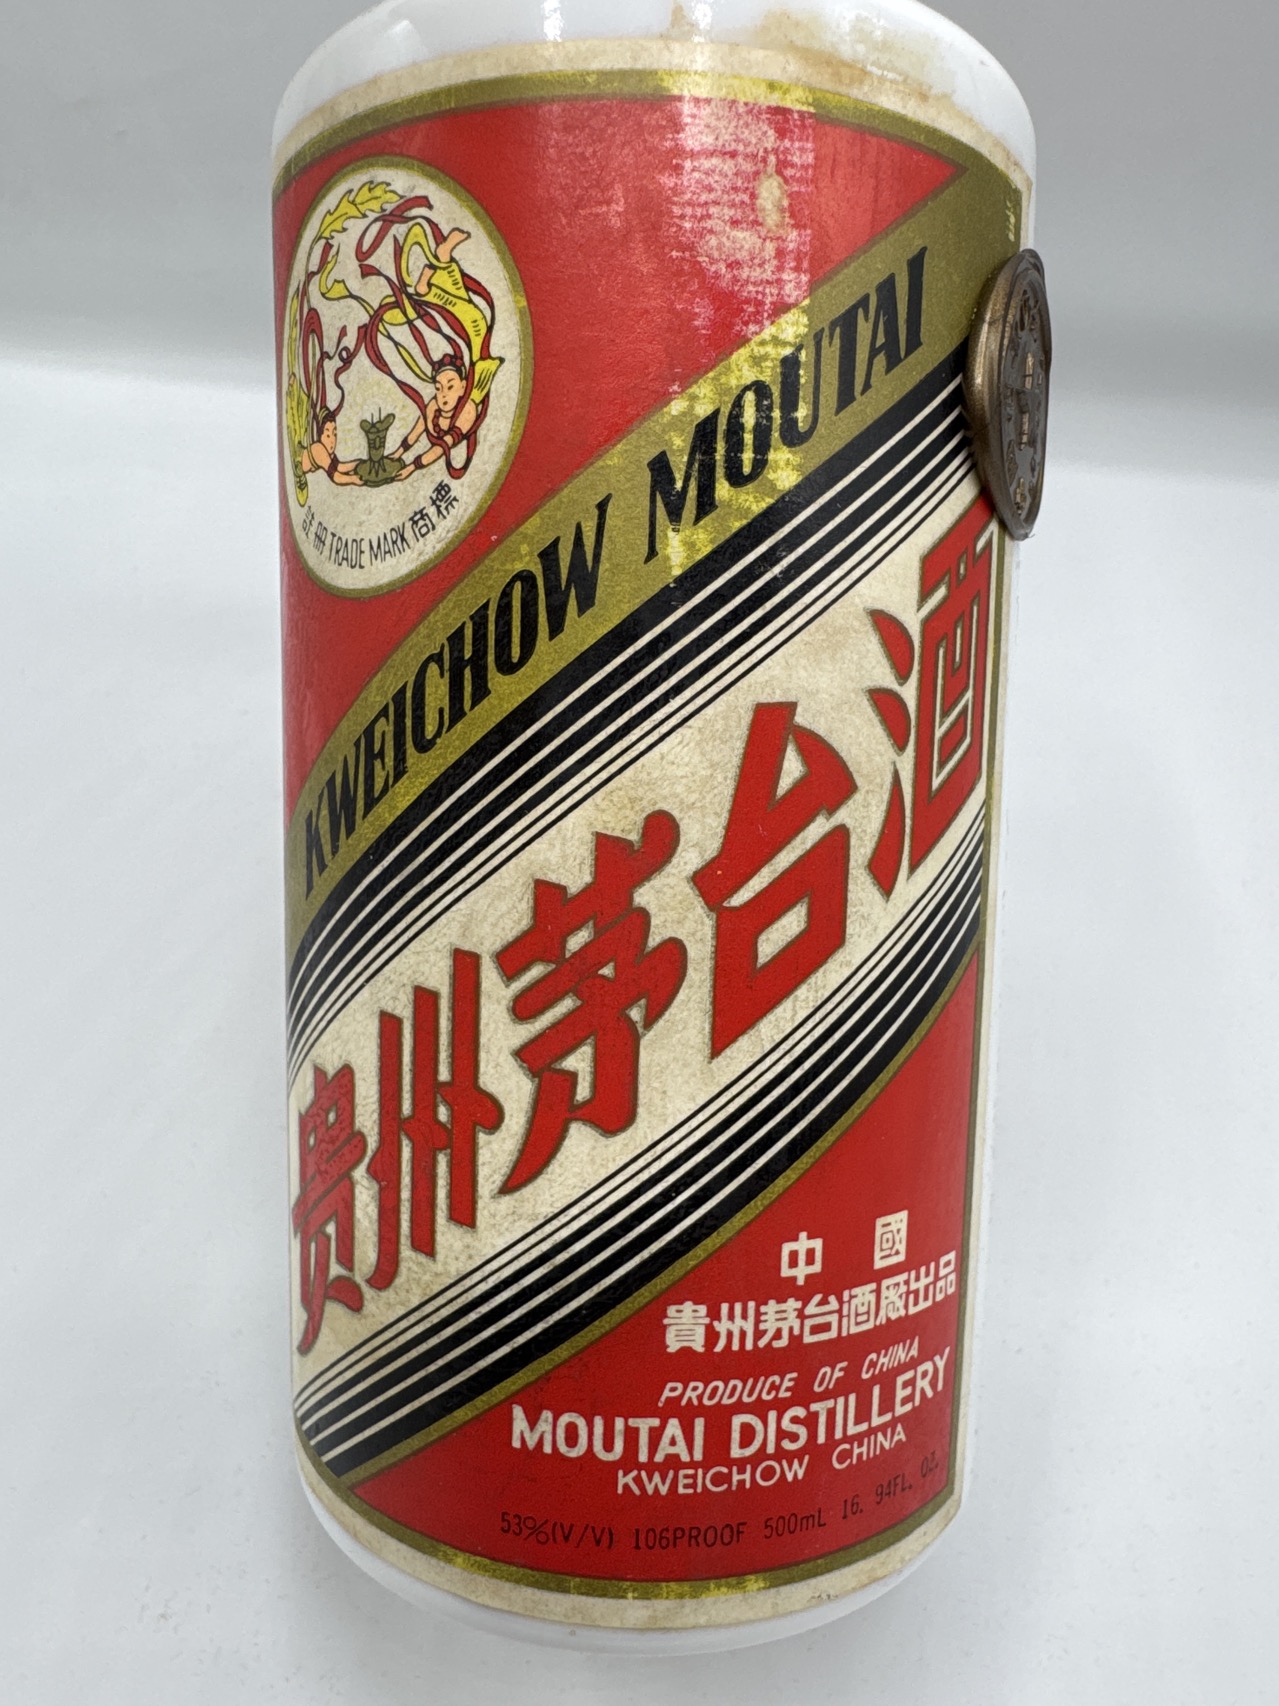 註冊 TRADE MARK 商標
KWEICHOW MOUTAI
贵州茅台酒
中國
貴州茅台酒廠出品
PRODUCE OF CHINA
MOUTAI DISTILLERY
KWEICHOW CHINA
53%(V/V) 106PROOF 500mL 16. 94FL. OZ.